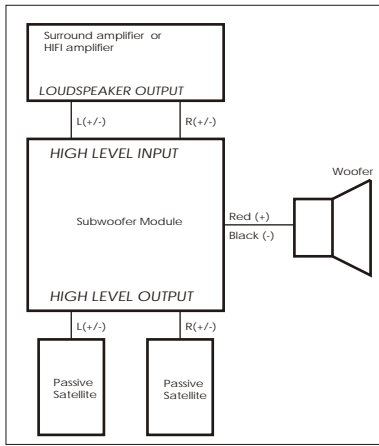 Surround amplifier or
HIFI amplifier
LOUDSPEAKER OUTPUT
L(+/-)
R(+/-)
HIGH LEVEL INPUT
Woofer
Subwoofer Module
Red (+)
Black (-)
HIGH LEVEL OUTPUT
L(+/-)
R(+/-)
Passive
Satellite
Passive
Satellite